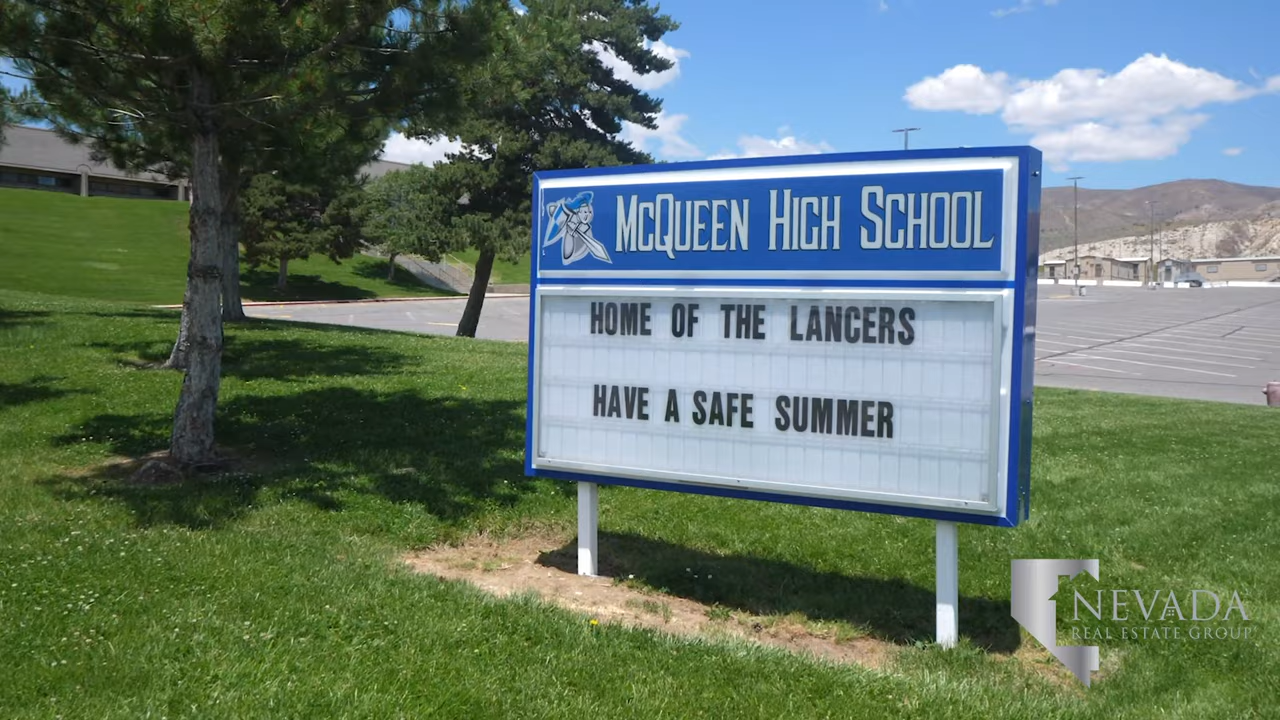 McQUEEN HIGH SCHOOL
HOME OF THE LANCERS
HAVE A SAFE SUMMER
NEVADA
REAL ESTATE GROUP